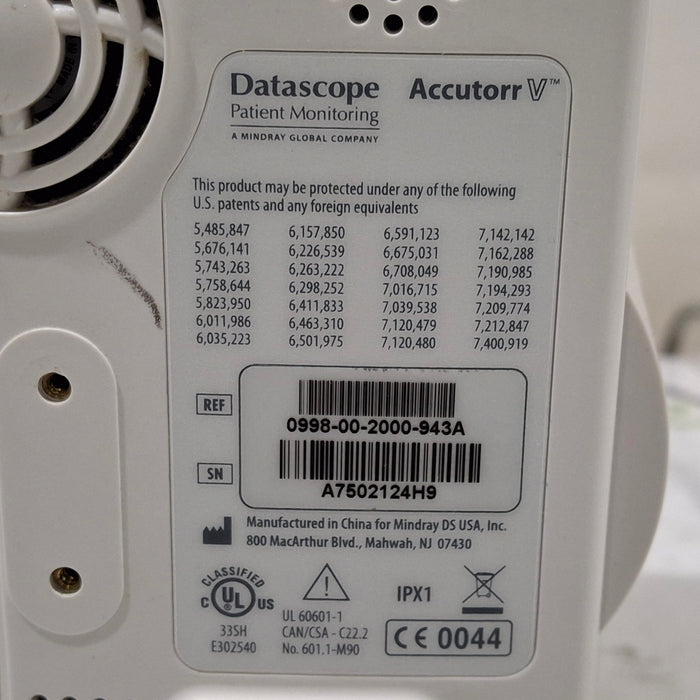 Datascope Accutorr V™
Patient Monitoring
A MINDRAY GLOBAL COMPANY
This product may be protected under any of the following
U.S. patents and any foreign equivalents
5,485,847 6,157,850 6,591,123 7,142,142
5,676,141 6,226,539 6,675,031 7,162,288
5,743,263 6,263,222 6,708,049 7,190,985
5,758,644 6,298,252 7,016,715 7,194,293
5,823,950 6,411,833 7,039,538 7,209,774
6,011,986 6,463,310 7,120,479 7,212,847
6,035,223 6,501,975 7,120,480 7,400,919
REF
0998-00-2000-943A
SN
A7502124H9
Manufactured in China for Mindray DS USA, Inc.
800 MacArthur Blvd., Mahwah, NJ 07430
CLASSIFIED
C UL US
33SH
E302540
UL 60601-1
CAN/CSA - C22.2
No. 601.1-M90
IPX1
CE 0044